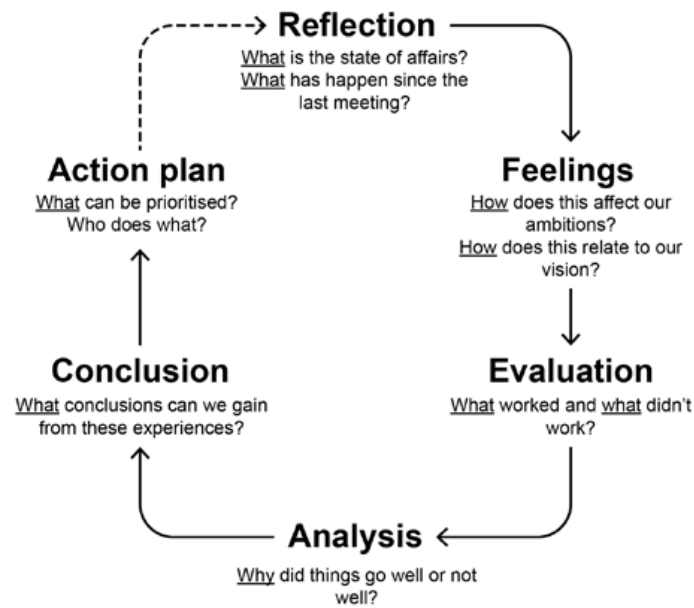 Reflection
What is the state of affairs?
What has happen since the
last meeting?
Feelings
How does this affect our
ambitions?
How does this relate to our
vision?
Evaluation
What worked and what didn't
work?
Analysis
Why did things go well or not
well?
Conclusion
What conclusions can we gain
from these experiences?
Action plan
What can be prioritised?
Who does what?